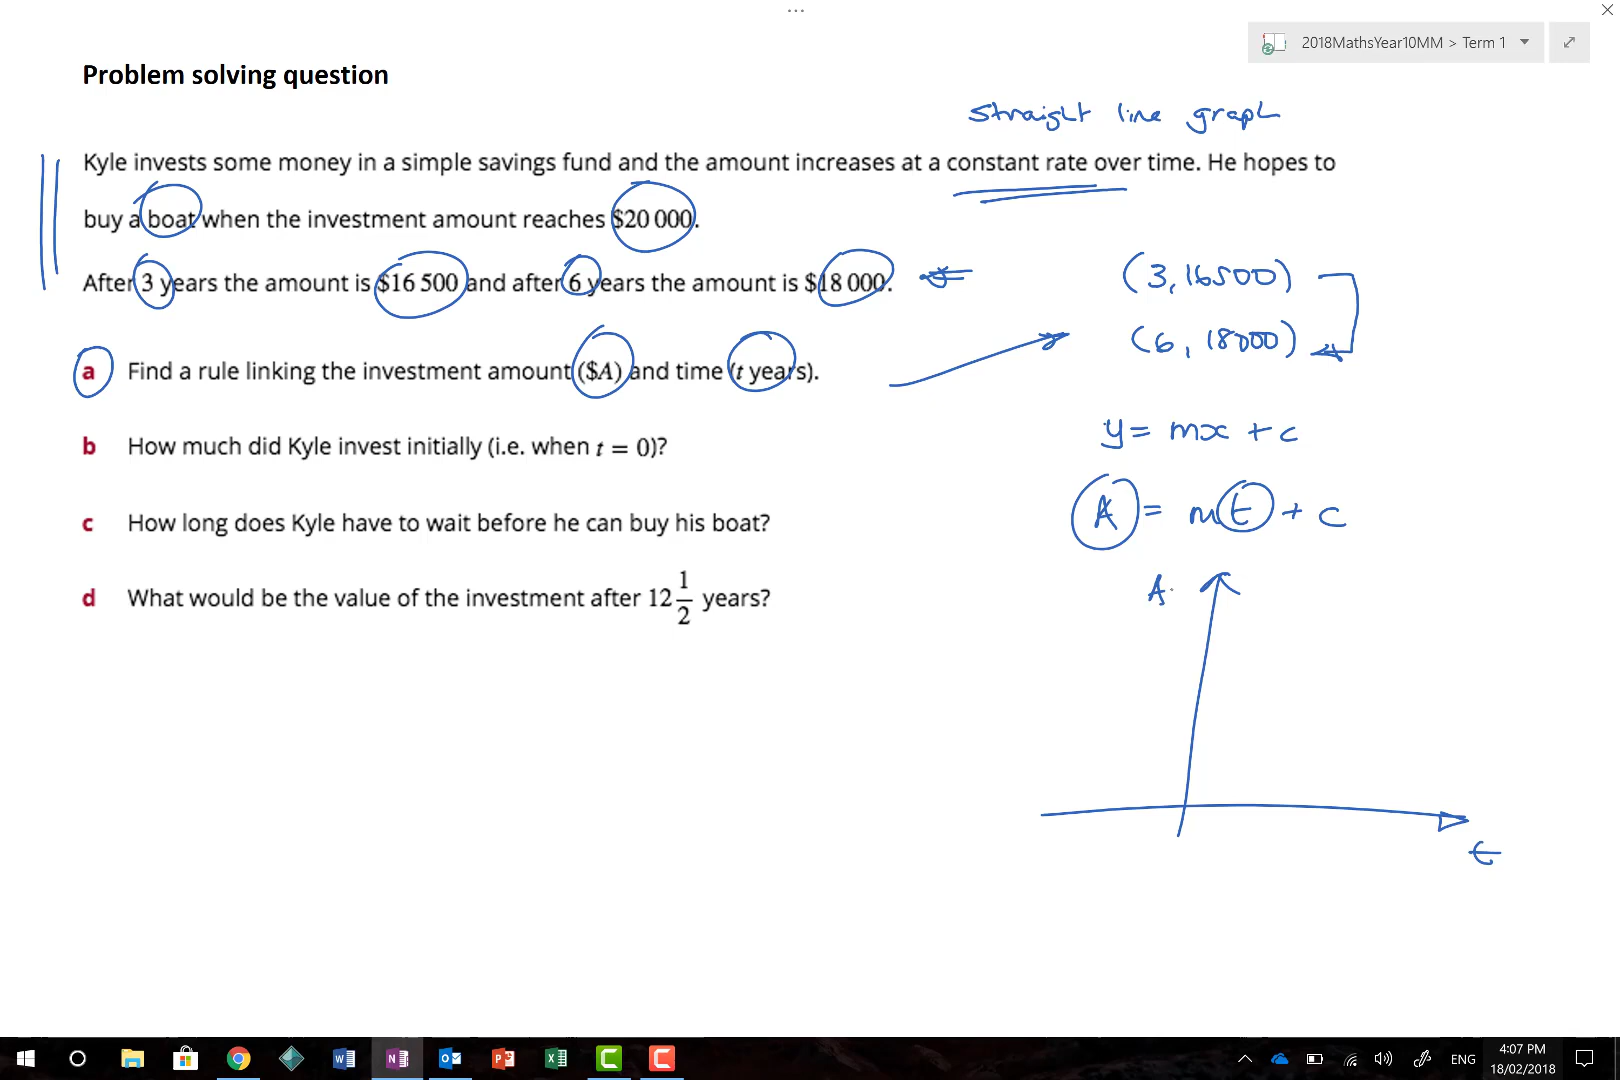 2018MathsYear10MM > Term 1
Problem solving question
straight line graph
Kyle invests some money in a simple savings fund and the amount increases at a constant rate over time. He hopes to
buy a boat when the investment amount reaches $20 000.
After 3 years the amount is $16 500 and after 6 years the amount is $18 000.
(3, 16500)
(6, 18000)
a Find a rule linking the investment amount ($A) and time (t years).
y = mx + c
b How much did Kyle invest initially (i.e. when t = 0)?
A = mt + c
c How long does Kyle have to wait before he can buy his boat?
A
d What would be the value of the investment after 12 1/2 years?
t
ENG
4:07 PM
18/02/2018